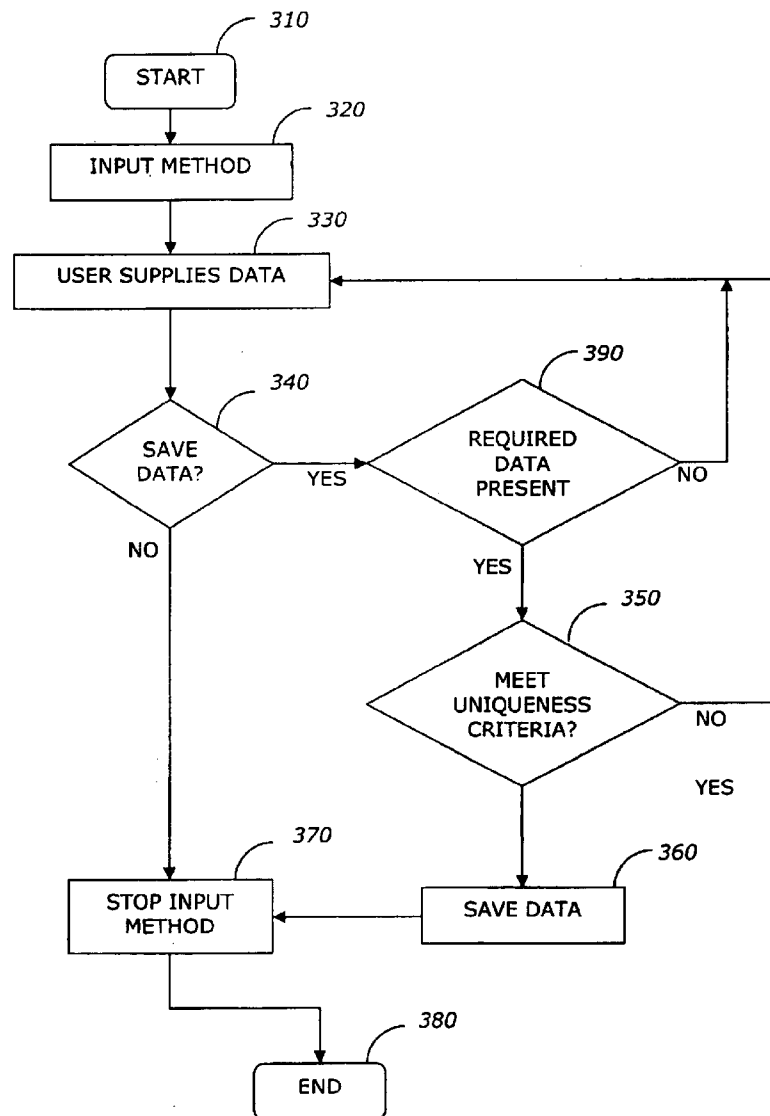 310
START
320
INPUT METHOD
330
USER SUPPLIES DATA
340
SAVE
DATA?
YES
NO
390
REQUIRED
DATA
PRESENT
NO
YES
350
MEET
UNIQUENESS
CRITERIA?
NO
YES
360
SAVE DATA
370
STOP INPUT
METHOD
380
END